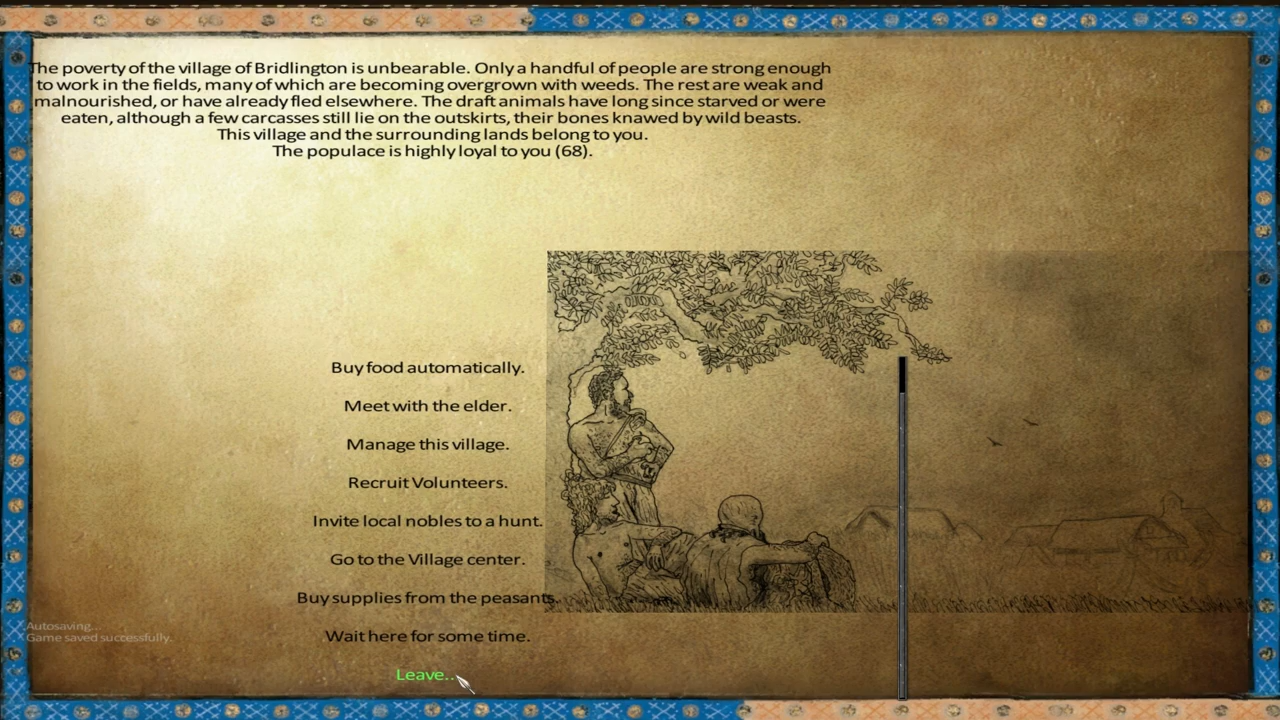 The poverty of the village of Bridlington is unbearable. Only a handful of people are strong enough
to work in the fields, many of which are becoming overgrown with weeds. The rest are weak and
malnourished, or have already fled elsewhere. The draft animals have long since starved or were
eaten, although a few carcasses still lie on the outskirts, their bones knawed by wild beasts.
This village and the surrounding lands belong to you.
The populace is highly loyal to you (68).
Buy food automatically.
Meet with the elder.
Manage this village.
Recruit Volunteers.
Invite local nobles to a hunt.
Go to the Village center.
Buy supplies from the peasants.
Autosaving...
Game saved successfully.
Wait here for some time.
Leave...